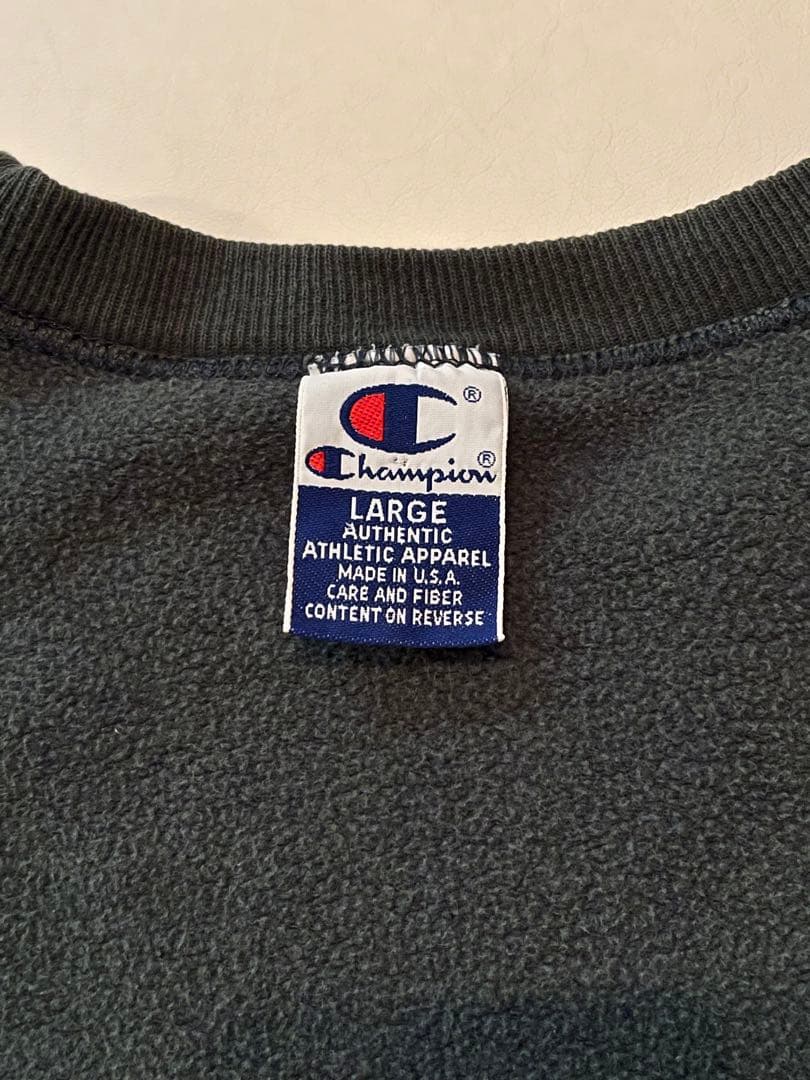 C ®
Champion®
LARGE
AUTHENTIC
ATHLETIC APPAREL
MADE IN U.S.A.
CARE AND FIBER
CONTENT ON REVERSE